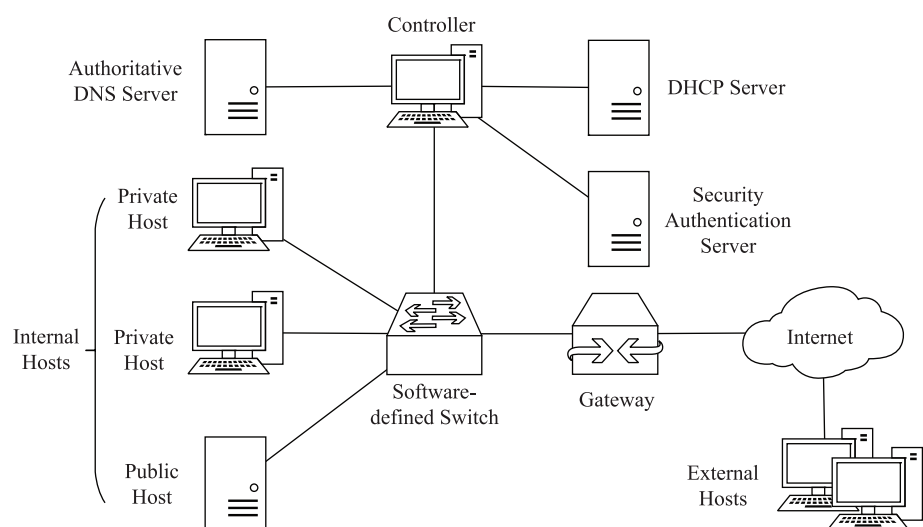 Controller
Authoritative
DNS Server
DHCP Server
Private
Host
Security
Authentication
Server
Internal
Hosts
Private
Host
Internet
Software-
defined Switch
Gateway
Public
Host
External
Hosts